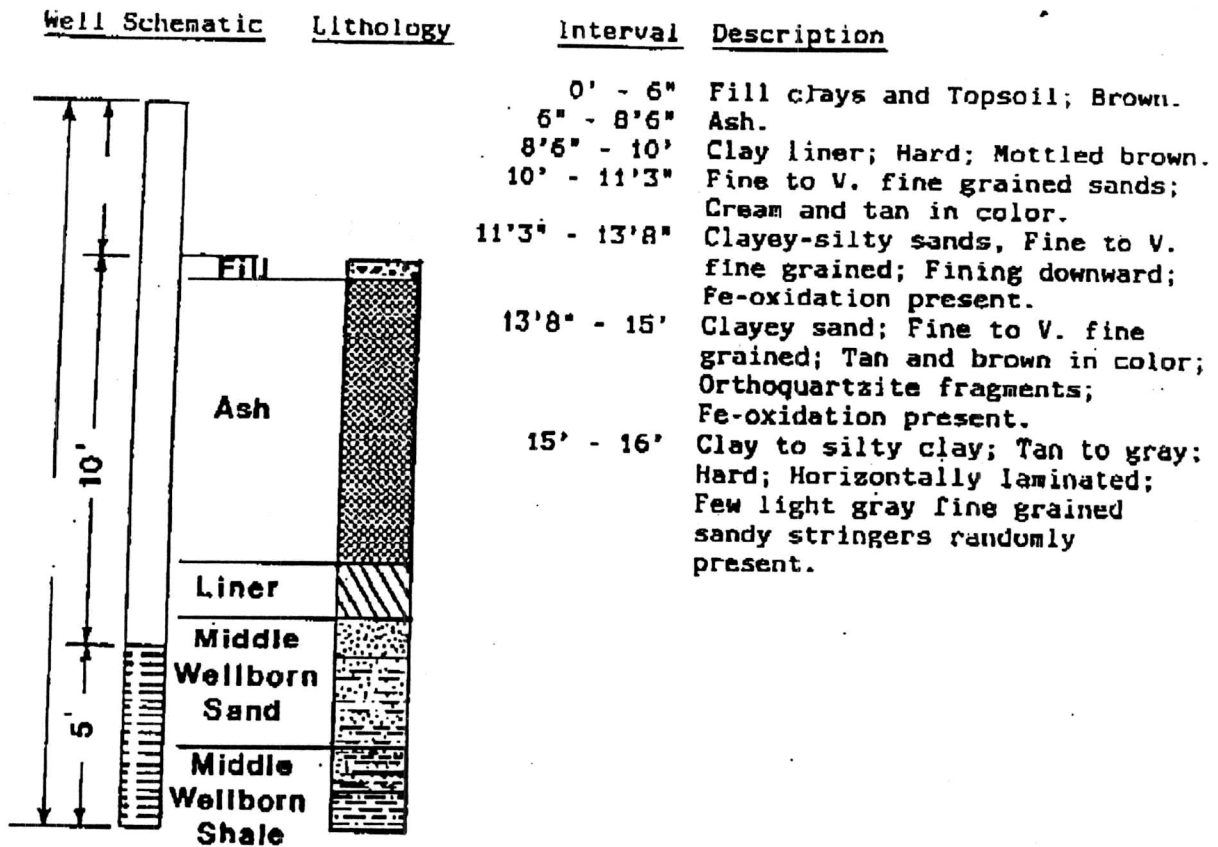 Well Schematic Lithology Interval Description
0' - 6" Fill clays and Topsoil; Brown.
6" - 8'6" Ash.
8'6" - 10' Clay liner; Hard; Mottled brown.
10' - 11'3" Fine to V. fine grained sands;
Cream and tan in color.
11'3" - 13'8" Clayey-silty sands, Fine to V.
fine grained; Fining downward;
Fe-oxidation present.
13'8" - 15' Clayey sand; Fine to V. fine
grained; Tan and brown in color;
Orthoquartzite fragments;
Fe-oxidation present.
15' - 16' Clay to silty clay; Tan to gray;
Hard; Horizontally laminated;
Few light gray fine grained
sandy stringers randomly
present.
Fill
Ash
10'
Liner
Middle
Wellborn
Sand
5'
Middle
Wellborn
Shale